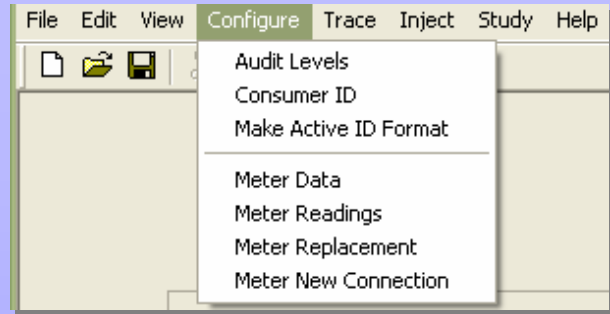 File Edit View Configure Trace Inject Study Help
Audit Levels
Consumer ID
Make Active ID Format
Meter Data
Meter Readings
Meter Replacement
Meter New Connection